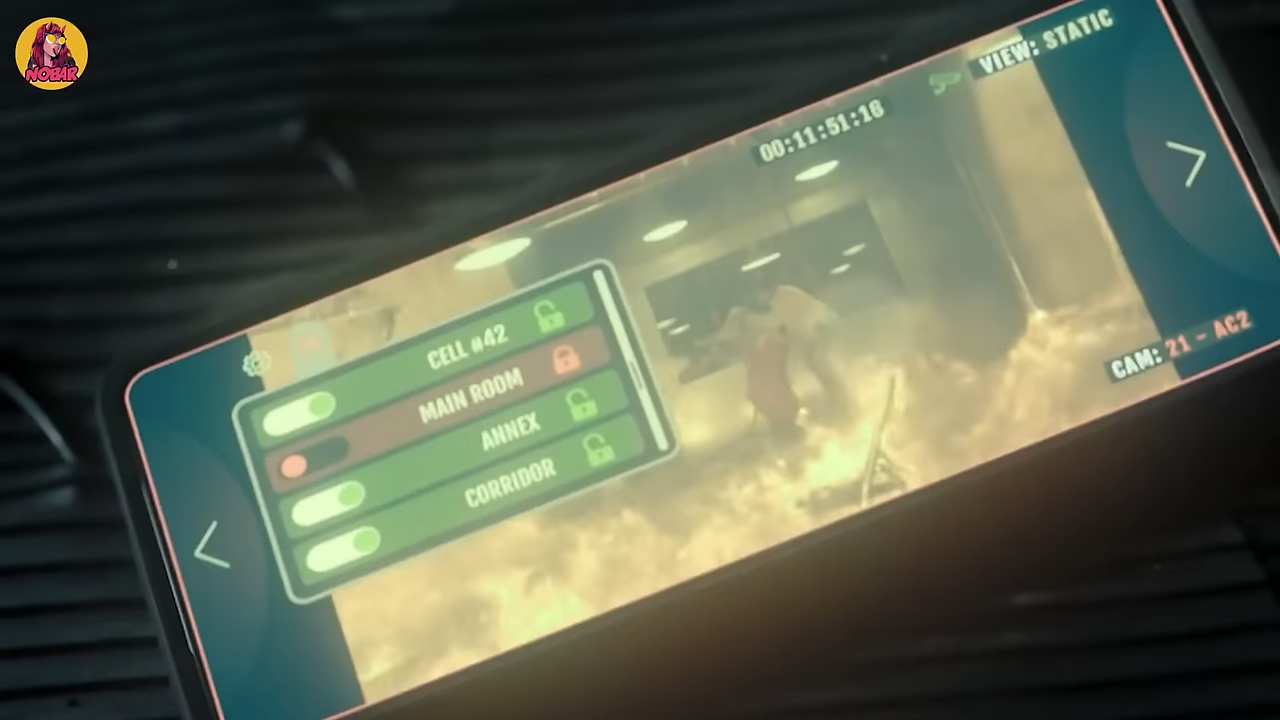 NOBAR
VIEW: STATIC
00:11:51:16
CELL #42
MAIN ROOM
ANNEX
CORRIDOR
CAM: 21 - AC2